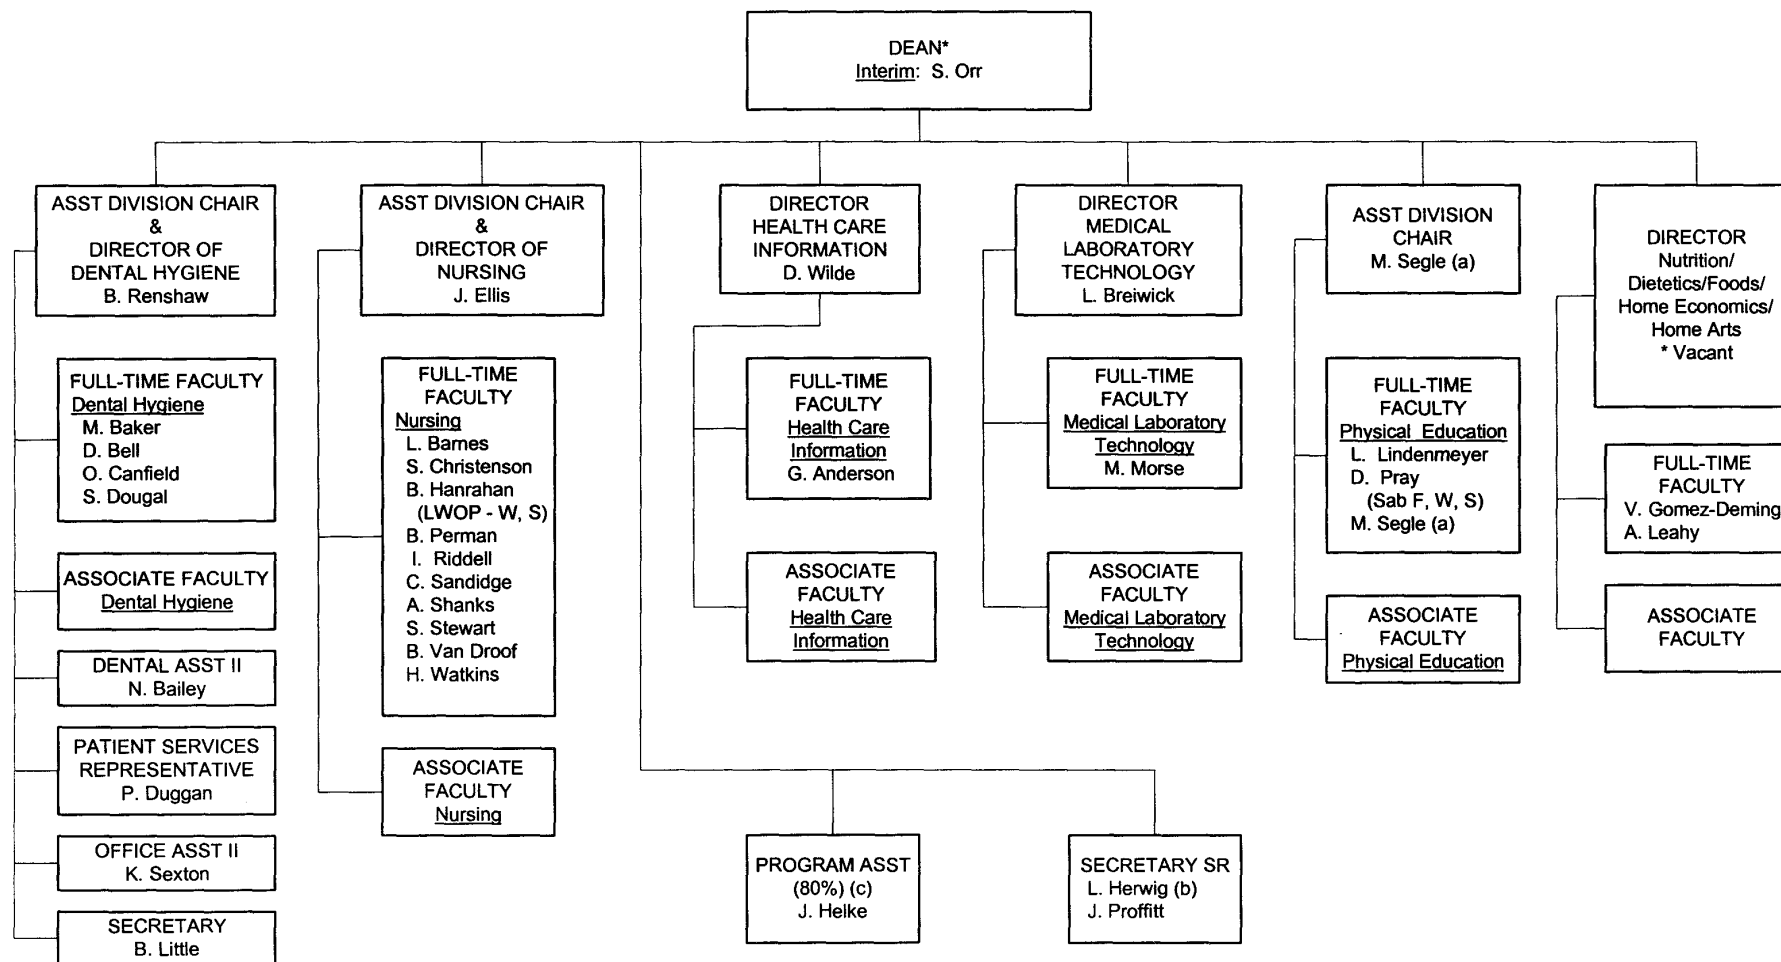 DEAN*
Interim: S. Orr
ASST DIVISION CHAIR
&
DIRECTOR OF
DENTAL HYGIENE
B. Renshaw
ASST DIVISION CHAIR
&
DIRECTOR OF
NURSING
J. Ellis
DIRECTOR
HEALTH CARE
INFORMATION
D. Wilde
DIRECTOR
MEDICAL
LABORATORY
TECHNOLOGY
L. Breiwick
ASST DIVISION
CHAIR
M. Segle (a)
DIRECTOR
Nutrition/
Dietetics/Foods/
Home Economics/
Home Arts
* Vacant
FULL-TIME FACULTY
Dental Hygiene
M. Baker
D. Bell
O. Canfield
S. Dougal
FULL-TIME
FACULTY
Nursing
L. Barnes
S. Christenson
B. Hanrahan
(LWOP - W, S)
B. Perman
I. Riddell
C. Sandidge
A. Shanks
S. Stewart
B. Van Droof
H. Watkins
FULL-TIME
FACULTY
Health Care
Information
G. Anderson
FULL-TIME
FACULTY
Medical Laboratory
Technology
M. Morse
FULL-TIME
FACULTY
Physical Education
L. Lindenmeyer
D. Pray
(Sab F, W, S)
M. Segle (a)
FULL-TIME
FACULTY
V. Gomez-Deming
A. Leahy
ASSOCIATE FACULTY
Dental Hygiene
ASSOCIATE
FACULTY
Health Care
Information
ASSOCIATE
FACULTY
Medical Laboratory
Technology
ASSOCIATE
FACULTY
Physical Education
ASSOCIATE
FACULTY
DENTAL ASST II
N. Bailey
PATIENT SERVICES
REPRESENTATIVE
P. Duggan
ASSOCIATE
FACULTY
Nursing
OFFICE ASST II
K. Sexton
PROGRAM ASST
(80%) (c)
J. Helke
SECRETARY SR
L. Herwig (b)
J. Proffitt
SECRETARY
B. Little